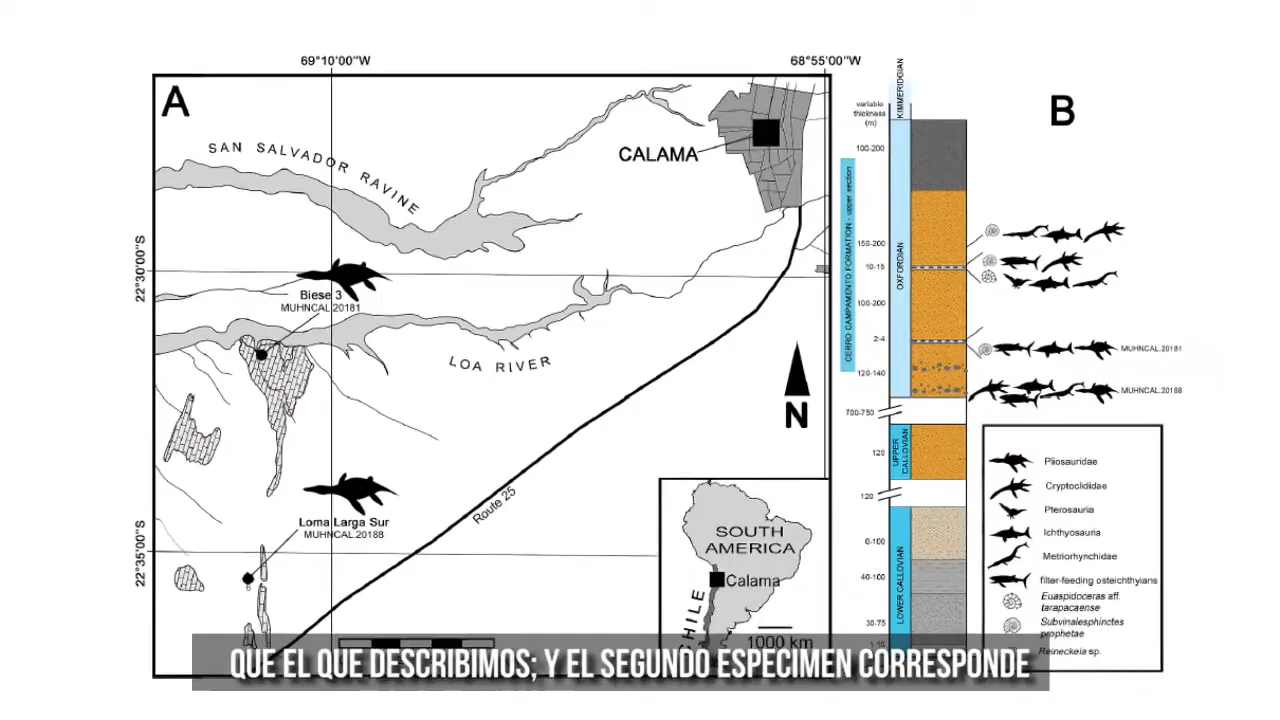 69°10'00"W
68°55'00"W
A
SAN SALVADOR RAVINE
CALAMA
22°30'00"S
Biese 3
MUHNCAL.20181
LOA RIVER
N
Loma Larga Sur
MUHNCAL.20188
22°35'00"S
Route 25
SOUTH
AMERICA
Calama
CHILE
1000 km
B
variable
thickness
(m)
KIMMERIDGIAN
100-200
CERRO CAMPAMENTO FORMATION - upper section
OXFORDIAN
150-200
10-15
100-200
2-4
120-140
MUHNCAL.20181
MUHNCAL.20188
700-750
UPPER
CALLOVIAN
120
120
LOWER CALLOVIAN
0-100
40-100
30-75
Pliosauridae
Cryptoclididae
Pterosauria
Ichthyosauria
Metriorhynchidae
filter-feeding osteichthyians
Euaspidoceras aff.
tarapacaense
Subvinalesphinctes
prophetae
Reineckeia sp.
QUE EL QUE DESCRIBIMOS; Y EL SEGUNDO ESPECIMEN CORRESPONDE